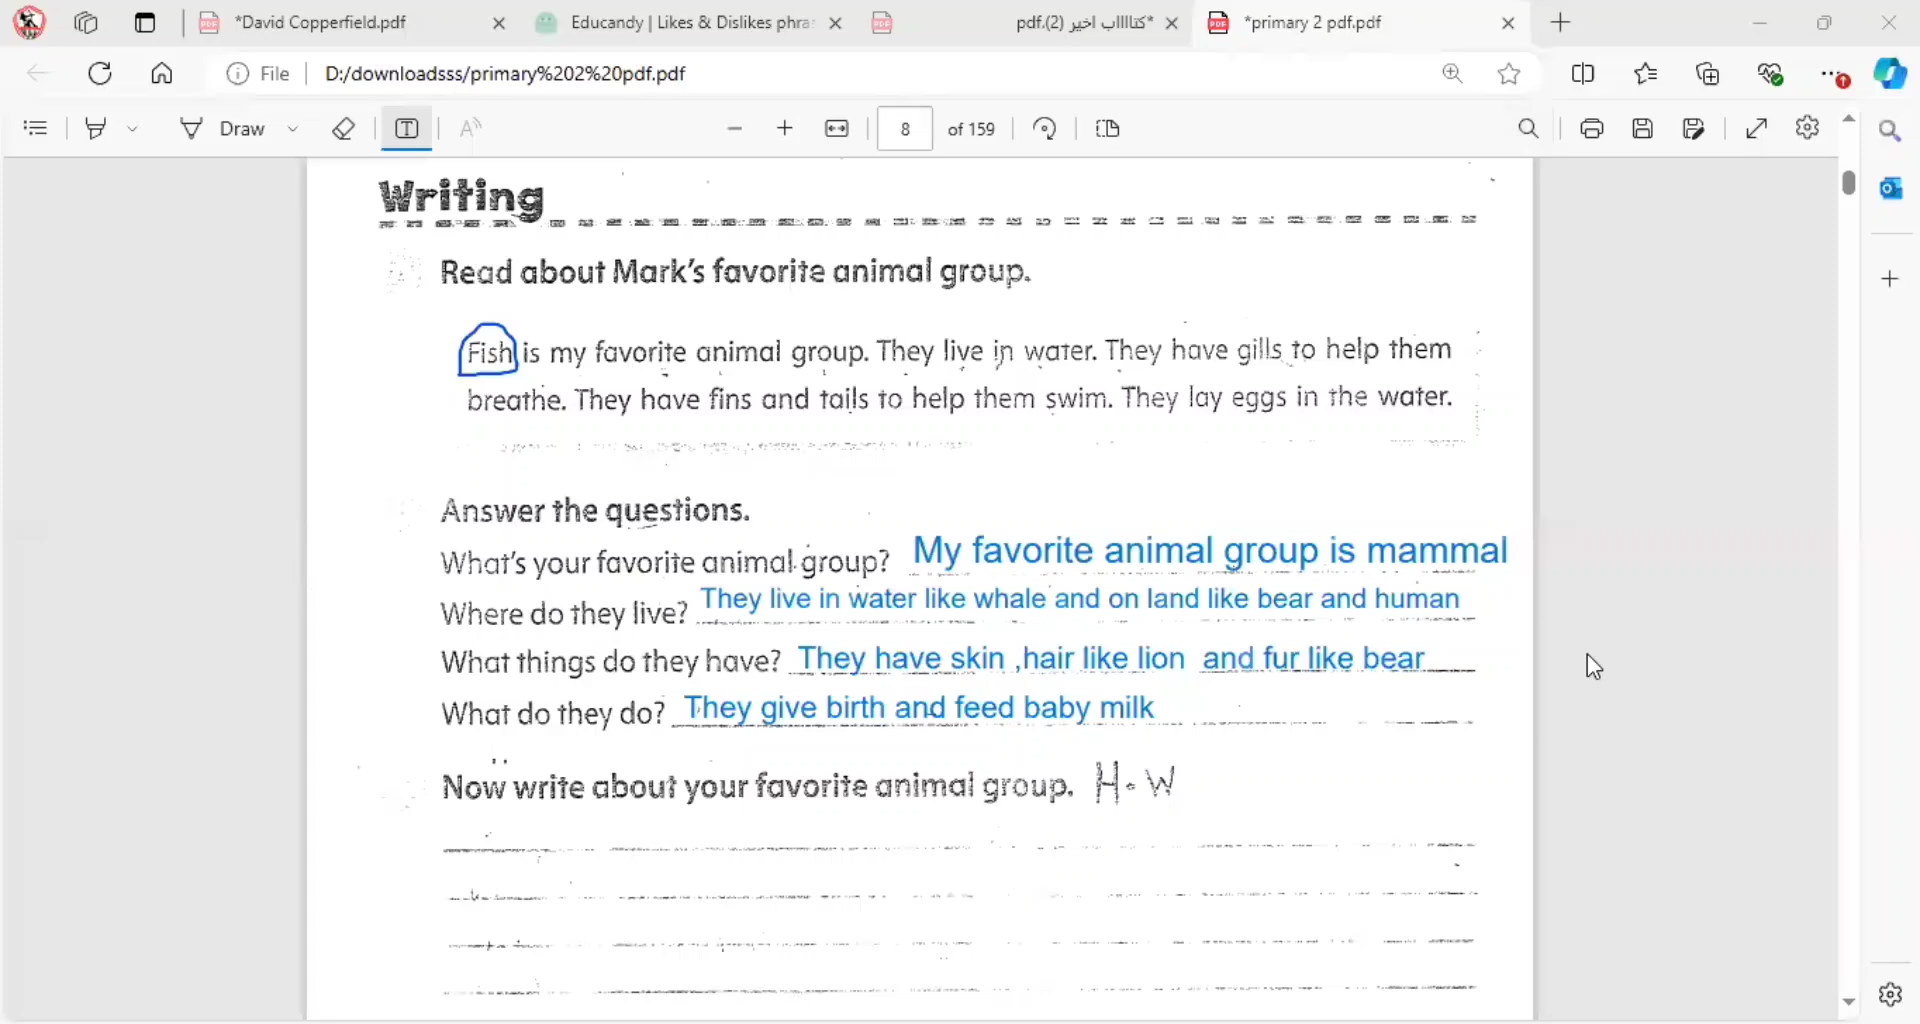 *David Copperfield.pdf
Educandy | Likes & Dislikes phra
*كتااااب اخير (2).pdf
*primary 2 pdf.pdf
File
D:/downloadsss/primary%202%20pdf.pdf
Draw
8 of 159
Writing
Read about Mark's favorite animal group.
Fish is my favorite animal group. They live in water. They have gills to help them
breathe. They have fins and tails to help them swim. They lay eggs in the water.
Answer the questions.
What's your favorite animal group? My favorite animal group is mammal
Where do they live? They live in water like whale and on land like bear and human
What things do they have? They have skin ,hair like lion and fur like bear
What do they do? They give birth and feed baby milk
Now write about your favorite animal group. H.W